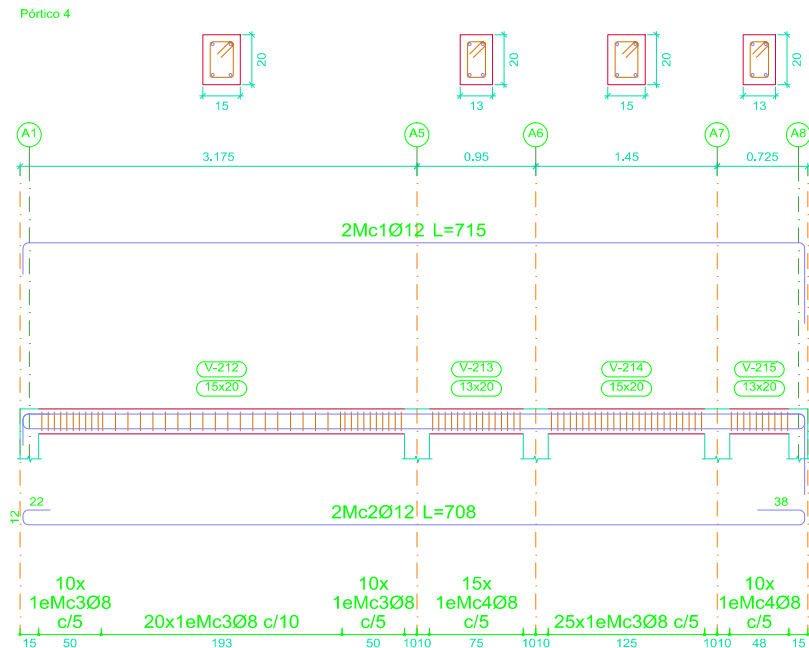 Pórtico 4
20
20
20
20
15
13
15
13
A1
A5
A6
A7
A8
3.175
0.95
1.45
0.725
2Mc1Ø12 L=715
V-212
V-213
V-214
V-215
15x20
13x20
15x20
13x20
22
38
12
2Mc2Ø12 L=708
10x
1eMc3Ø8
c/5
20x1eMc3Ø8 c/10
10x
1eMc3Ø8
c/5
15x
1eMc4Ø8
c/5
25x1eMc3Ø8 c/5
10x
1eMc4Ø8
c/5
15
50
193
50
1010
75
1010
125
1010
48
15